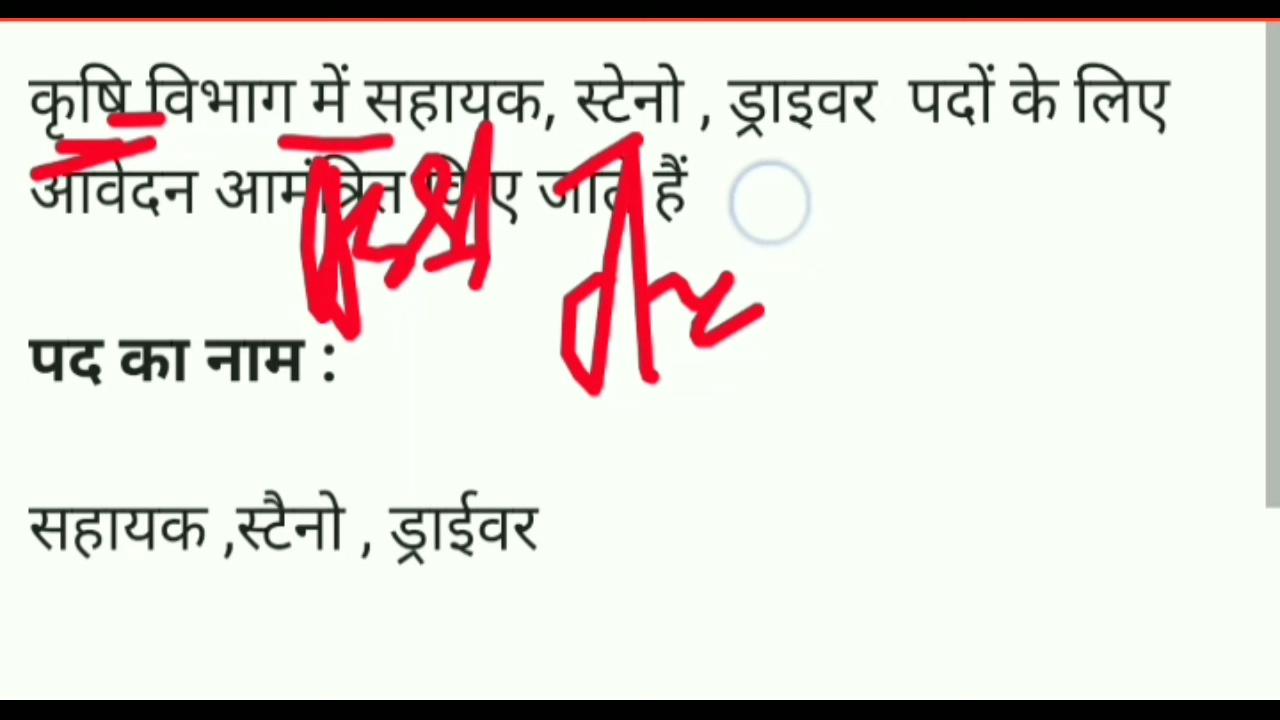 कृषि विभाग में सहायक, स्टेनो , ड्राइवर पदों के लिए
आवेदन आमंत्रित किए जाते हैं
पद का नाम :
सहायक ,स्टैनो , ड्राईवर